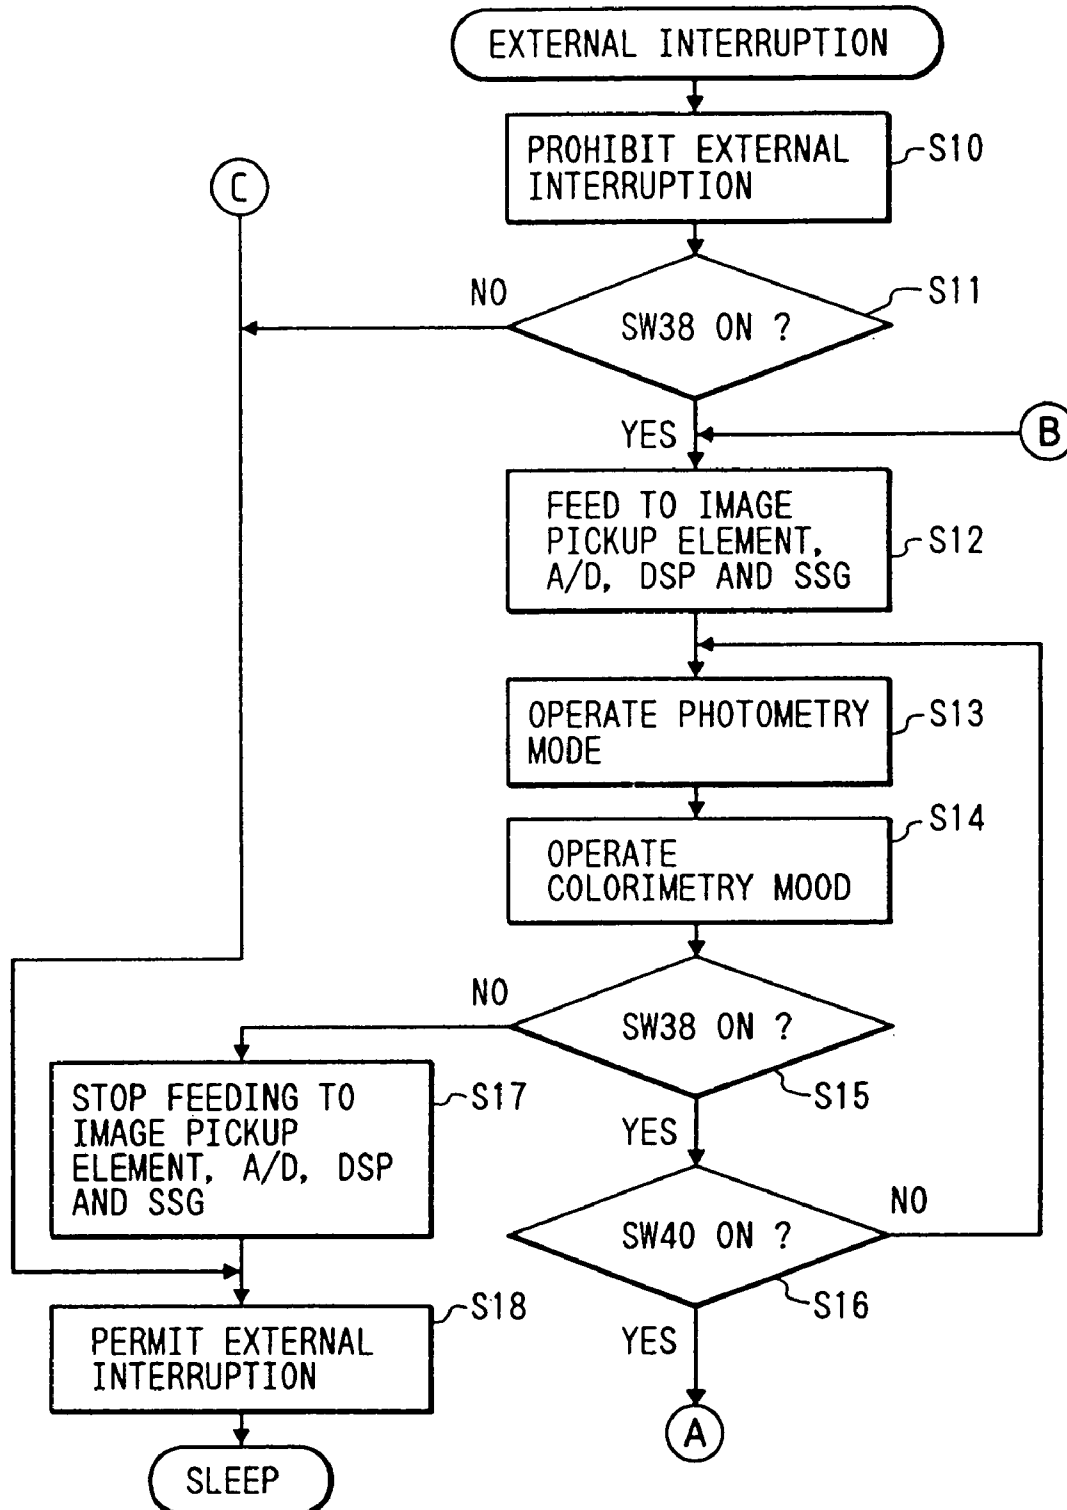 EXTERNAL INTERRUPTION
PROHIBIT EXTERNAL
INTERRUPTION
S10
C
NO
SW38 ON ?
S11
YES
B
FEED TO IMAGE
PICKUP ELEMENT,
A/D, DSP AND SSG
S12
OPERATE PHOTOMETRY
MODE
S13
OPERATE
COLORIMETRY MOOD
S14
NO
SW38 ON ?
S15
STOP FEEDING TO
IMAGE PICKUP
ELEMENT, A/D, DSP
AND SSG
S17
YES
SW40 ON ?
NO
S16
PERMIT EXTERNAL
INTERRUPTION
S18
YES
A
SLEEP